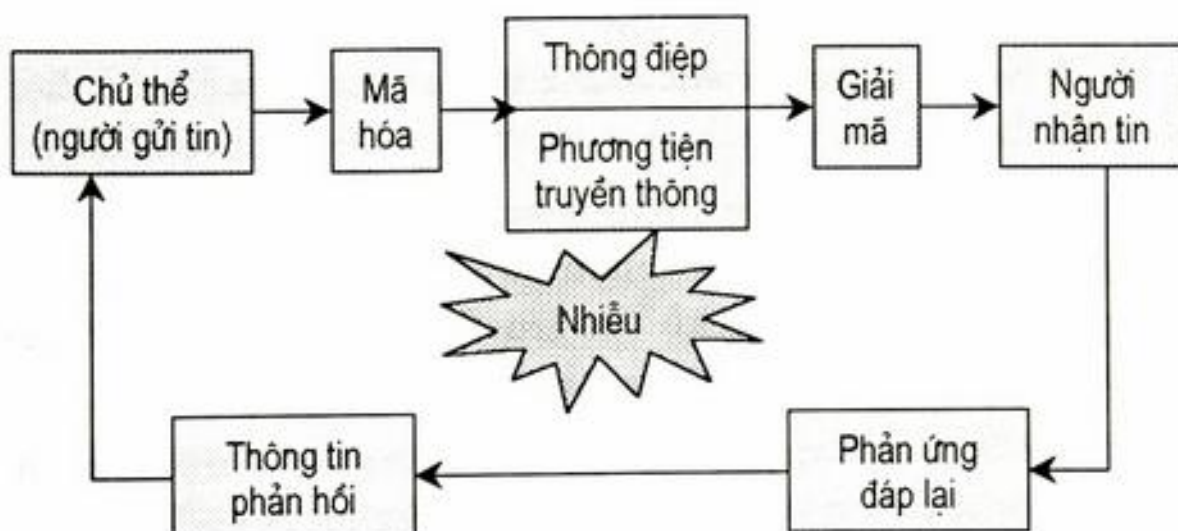 Chủ thể
(người gửi tin)
Mã
hóa
Thông điệp
Phương tiện
truyền thông
Giải
mã
Người
nhận tin
Nhiễu
Phản ứng
đáp lại
Thông tin
phản hồi